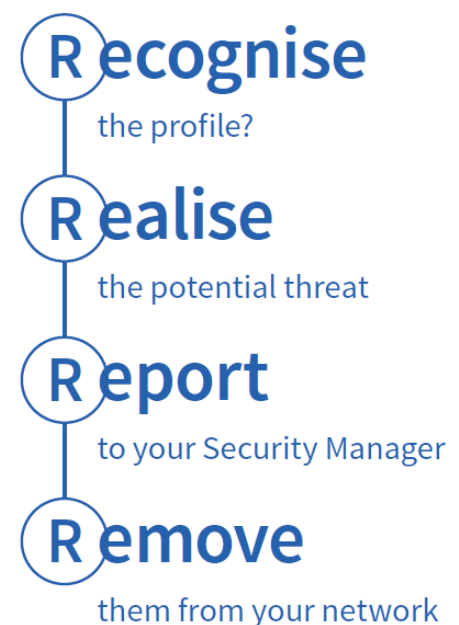 Recognise
the profile?
Realise
the potential threat
Report
to your Security Manager
Remove
them from your network